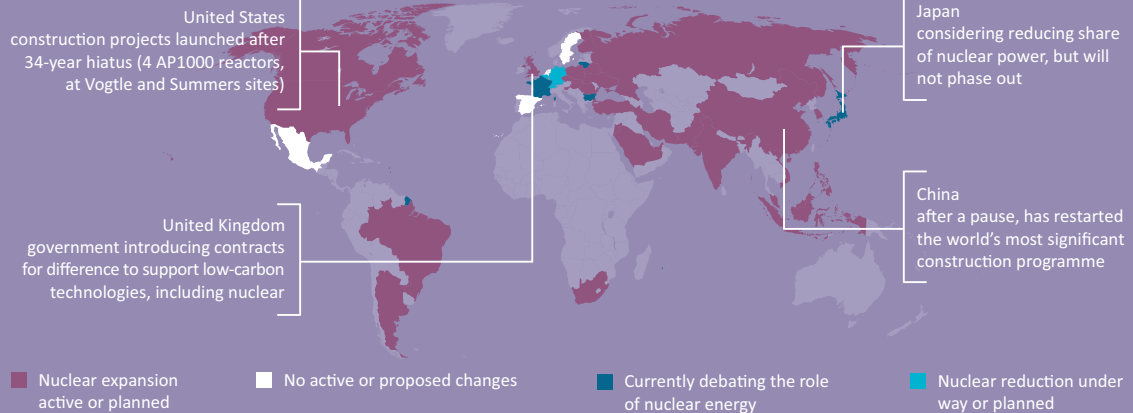 United States
construction projects launched after
34-year hiatus (4 AP1000 reactors,
at Vogtle and Summers sites)
Japan
considering reducing share
of nuclear power, but will
not phase out
United Kingdom
government introducing contracts
for difference to support low-carbon
technologies, including nuclear
China
after a pause, has restarted
the world's most significant
construction programme
Nuclear expansion
active or planned
No active or proposed changes
Currently debating the role
of nuclear energy
Nuclear reduction under
way or planned